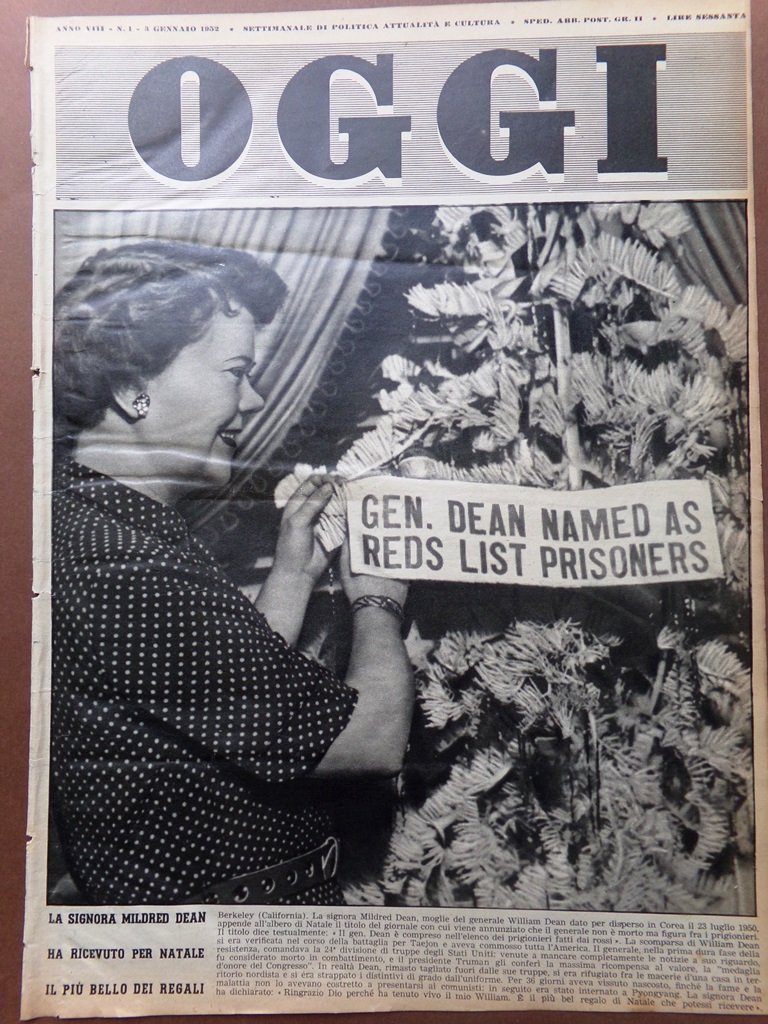 ANNO VIII - N. 1 - 3 GENNAIO 1952 * SETTIMANALE DI POLITICA ATTUALITÀ E CULTURA * SPED. ABB. POST. GR. II * LIRE SESSANTA
OGGI
GEN. DEAN NAMED AS
REDS LIST PRISONERS
LA SIGNORA MILDRED DEAN
HA RICEVUTO PER NATALE
IL PIÙ BELLO DEI REGALI
Berkeley (California). La signora Mildred Dean, moglie del generale William Dean dato per disperso in Corea il 23 luglio 1950,
appende all'albero di Natale il titolo del giornale con cui viene annunziato che il generale non è morto ma figura fra i prigionieri.
Il titolo dice testualmente: « Il gen. Dean è compreso nell'elenco dei prigionieri fatti dai rossi ». La scomparsa di William Dean
si era verificata nel corso della battaglia per Taejon e aveva commosso tutta l'America. Il generale, nella prima dura fase della
resistenza, comandava la 24ª divisione di truppe degli Stati Uniti: venute a mancare completamente le notizie a suo riguardo,
fu considerato morto in combattimento, e il presidente Truman gli conferì la massima ricompensa al valore, la "medaglia
d'onore del Congresso". In realtà Dean, rimasto tagliato fuori dalle sue truppe, si era rifugiato fra le macerie d'una casa in ter-
ritorio nordista e si era strappato i distintivi di grado dall'uniforme. Per 36 giorni aveva vissuto nascosto, finché la fame e la
malattia non lo avevano costretto a presentarsi ai comunisti: in seguito era stato internato a Pyongyang. La signora Dean
ha dichiarato: « Ringrazio Dio perché ha tenuto vivo il mio William. È il più bel regalo di Natale che potessi ricevere ».